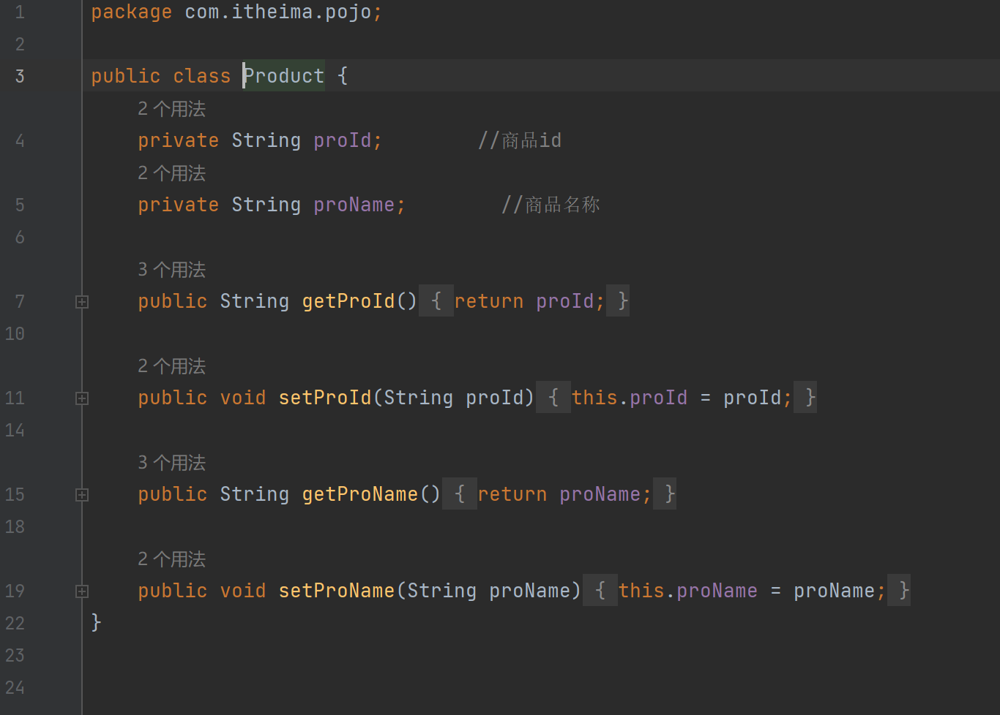 1 package com.itheima.pojo;
2
3 public class Product {
2 个用法
4 private String proId; //商品id
2 个用法
5 private String proName; //商品名称
6
3 个用法
7 public String getProId() { return proId; }
10
2 个用法
11 public void setProId(String proId) { this.proId = proId; }
14
3 个用法
15 public String getProName() { return proName; }
18
2 个用法
19 public void setProName(String proName) { this.proName = proName; }
22 }
23
24